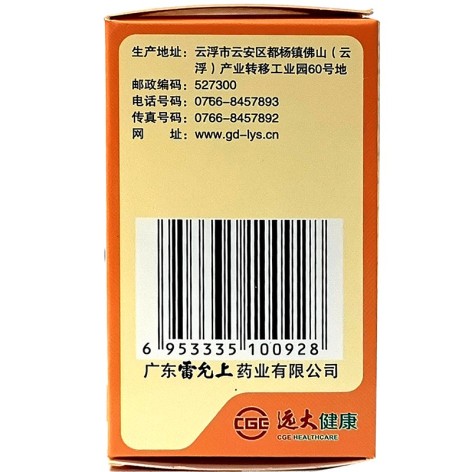 生产地址：云浮市云安区都杨镇佛山（云
浮）产业转移工业园60号地
邮政编码：527300
电话号码：0766-8457893
传真号码：0766-8457892
网　　址：www.gd-lys.cn
6 953335 100928
广东雷允上药业有限公司
CGE 远大健康
CGE HEALTHCARE